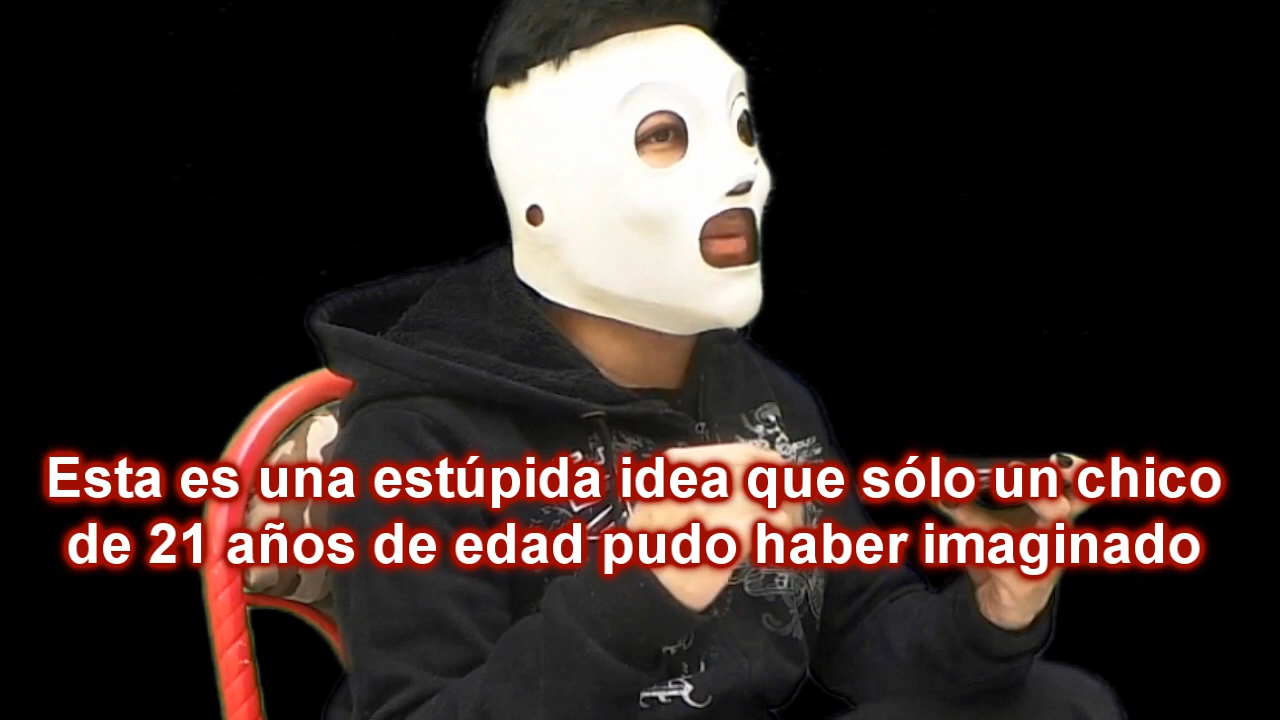 Esta es una estúpida idea que sólo un chico
de 21 años de edad pudo haber imaginado